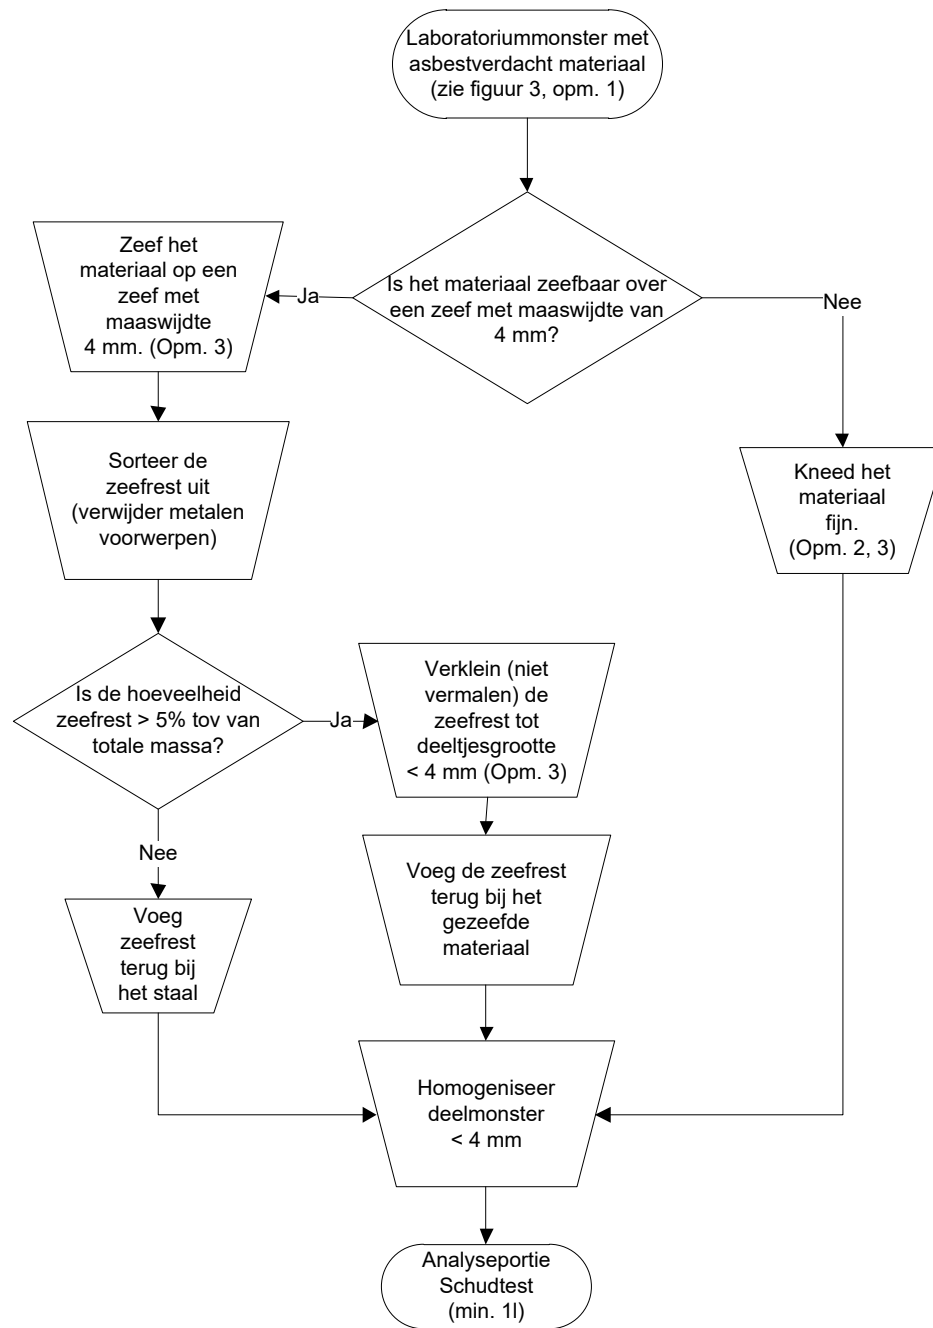 Laboratoriummonster met
asbestverdacht materiaal
(zie figuur 3, opm. 1)
Zeef het
materiaal op een
zeef met
maaswijdte
4 mm. (Opm. 3)
Ja
Is het materiaal zeefbaar over
een zeef met maaswijdte van
4 mm?
Nee
Sorteer de
zeefrest uit
(verwijder metalen
voorwerpen)
Kneed het
materiaal
fijn.
(Opm. 2, 3)
Is de hoeveelheid
zeefrest > 5% tov van
totale massa?
Ja
Verklein (niet
vermalen) de
zeefrest tot
deeltjesgrootte
< 4 mm (Opm. 3)
Nee
Voeg
zeefrest
terug bij
het staal
Voeg de zeefrest
terug bij het
gezeefde
materiaal
Homogeniseer
deelmonster
< 4 mm
Analyseportie
Schudtest
(min. 1l)